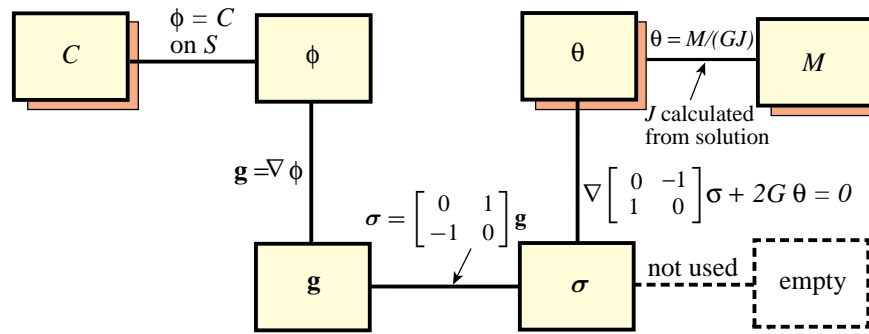 ϕ = C
on S
C
ϕ
θ
θ = M/(GJ)
M
J calculated
from solution
g = ∇ ϕ
∇ [ 0 −1
1 0 ] σ + 2G θ = 0
σ = [ 0 1
−1 0 ] g
g
σ
not used
empty